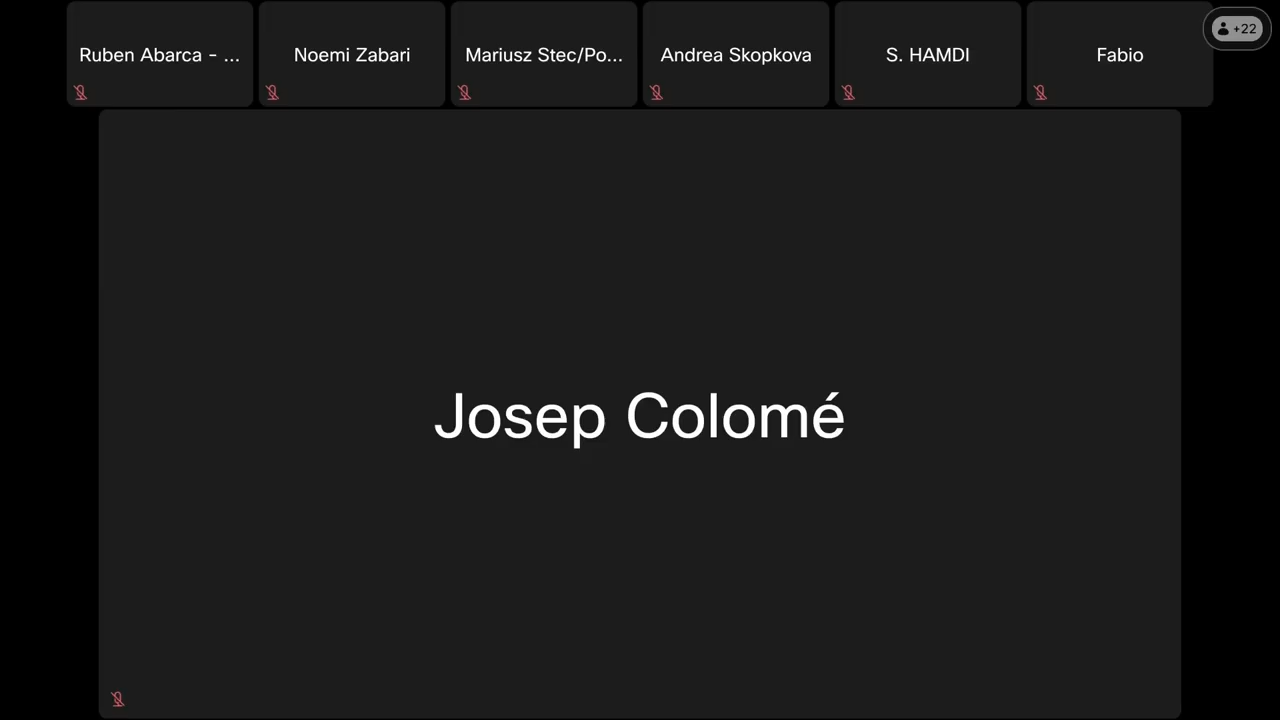 Ruben Abarca - ...
Noemi Zabari
Mariusz Stec/Po...
Andrea Skopkova
S. HAMDI
Fabio
+22
Josep Colomé